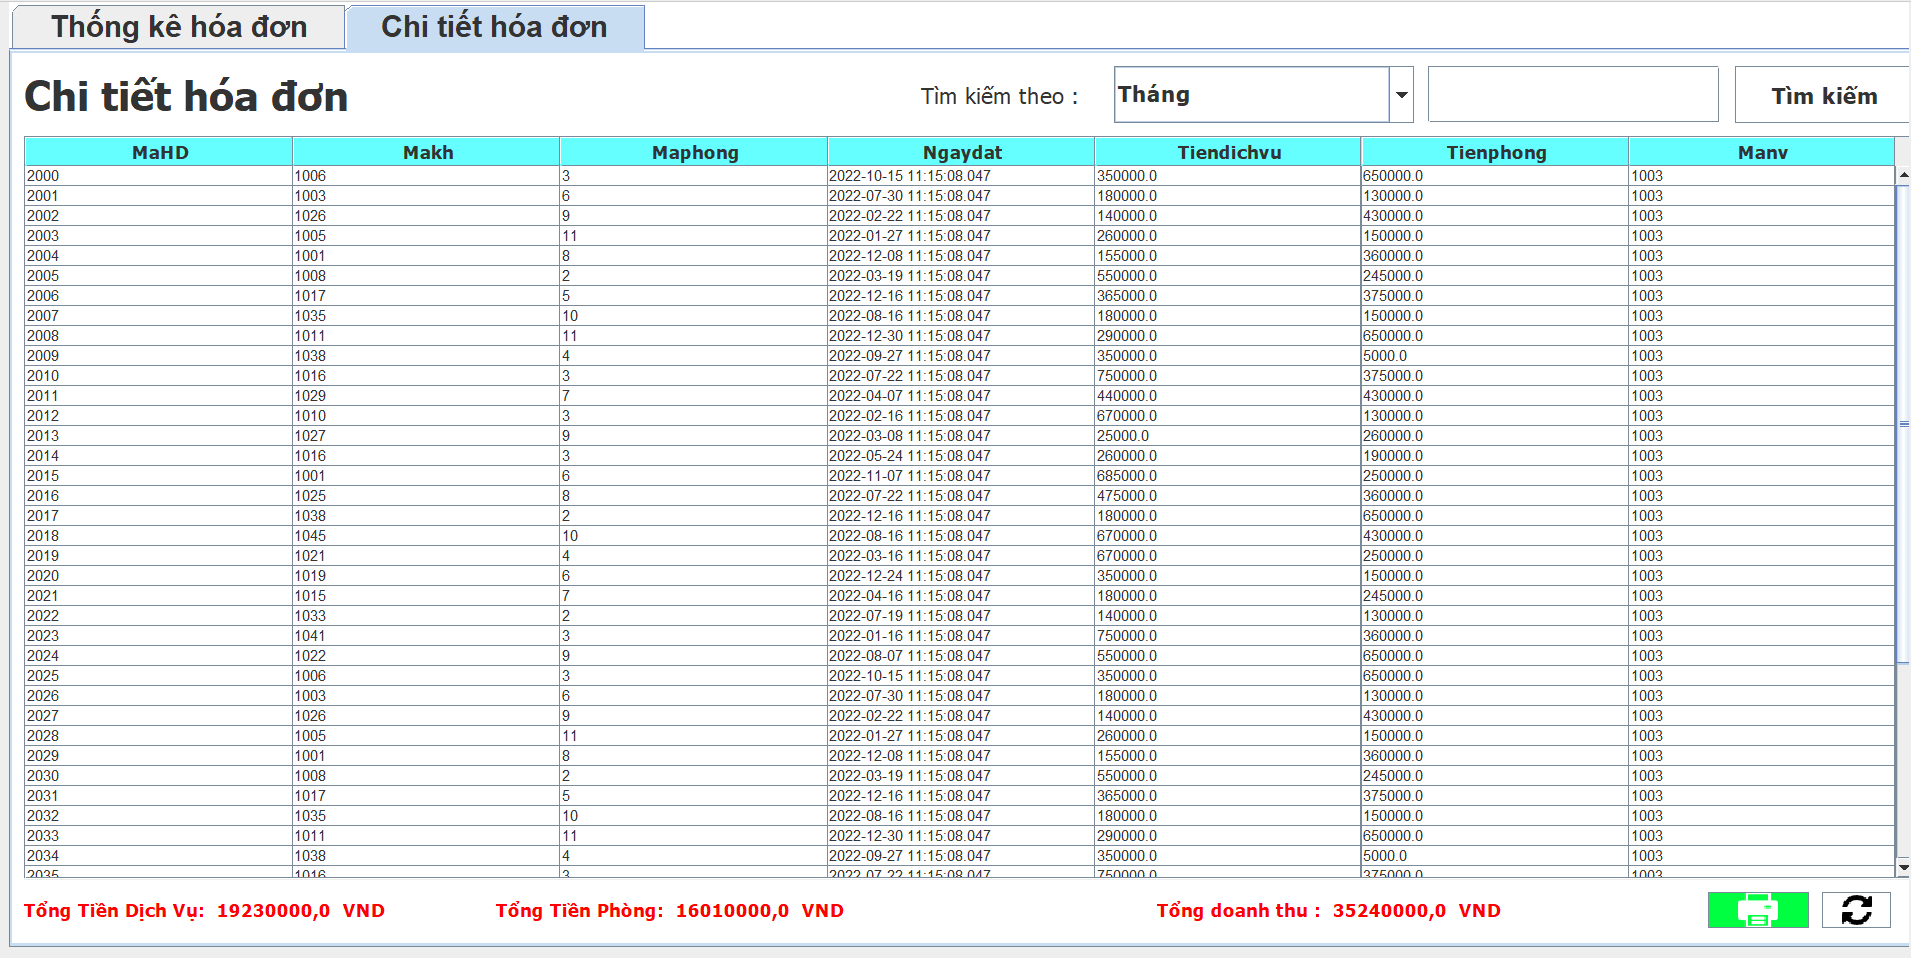 Thống kê hóa đơn Chi tiết hóa đơn
Chi tiết hóa đơn Tìm kiếm theo : Tháng Tìm kiếm
MaHD Makh Maphong Ngaydat Tiendichvu Tienphong Manv
2000 1006 3 2022-10-15 11:15:08.047 350000.0 650000.0 1003
2001 1003 6 2022-07-30 11:15:08.047 180000.0 130000.0 1003
2002 1026 9 2022-02-22 11:15:08.047 140000.0 430000.0 1003
2003 1005 11 2022-01-27 11:15:08.047 260000.0 150000.0 1003
2004 1001 8 2022-12-08 11:15:08.047 155000.0 360000.0 1003
2005 1008 2 2022-03-19 11:15:08.047 550000.0 245000.0 1003
2006 1017 5 2022-12-16 11:15:08.047 365000.0 375000.0 1003
2007 1035 10 2022-08-16 11:15:08.047 180000.0 150000.0 1003
2008 1011 11 2022-12-30 11:15:08.047 290000.0 650000.0 1003
2009 1038 4 2022-09-27 11:15:08.047 350000.0 5000.0 1003
2010 1016 3 2022-07-22 11:15:08.047 750000.0 375000.0 1003
2011 1029 7 2022-04-07 11:15:08.047 440000.0 430000.0 1003
2012 1010 3 2022-02-16 11:15:08.047 670000.0 130000.0 1003
2013 1027 9 2022-03-08 11:15:08.047 25000.0 260000.0 1003
2014 1016 3 2022-05-24 11:15:08.047 260000.0 190000.0 1003
2015 1001 6 2022-11-07 11:15:08.047 685000.0 250000.0 1003
2016 1025 8 2022-07-22 11:15:08.047 475000.0 360000.0 1003
2017 1038 2 2022-12-16 11:15:08.047 180000.0 650000.0 1003
2018 1045 10 2022-08-16 11:15:08.047 670000.0 430000.0 1003
2019 1021 4 2022-03-16 11:15:08.047 670000.0 250000.0 1003
2020 1019 6 2022-12-24 11:15:08.047 350000.0 150000.0 1003
2021 1015 7 2022-04-16 11:15:08.047 180000.0 245000.0 1003
2022 1033 2 2022-07-19 11:15:08.047 140000.0 130000.0 1003
2023 1041 3 2022-01-16 11:15:08.047 750000.0 360000.0 1003
2024 1022 9 2022-08-07 11:15:08.047 550000.0 650000.0 1003
2025 1006 3 2022-10-15 11:15:08.047 350000.0 650000.0 1003
2026 1003 6 2022-07-30 11:15:08.047 180000.0 130000.0 1003
2027 1026 9 2022-02-22 11:15:08.047 140000.0 430000.0 1003
2028 1005 11 2022-01-27 11:15:08.047 260000.0 150000.0 1003
2029 1001 8 2022-12-08 11:15:08.047 155000.0 360000.0 1003
2030 1008 2 2022-03-19 11:15:08.047 550000.0 245000.0 1003
2031 1017 5 2022-12-16 11:15:08.047 365000.0 375000.0 1003
2032 1035 10 2022-08-16 11:15:08.047 180000.0 150000.0 1003
2033 1011 11 2022-12-30 11:15:08.047 290000.0 650000.0 1003
2034 1038 4 2022-09-27 11:15:08.047 350000.0 5000.0 1003
2035 1016 3 2022-07-22 11:15:08.047 750000.0 375000.0 1003
Tổng Tiền Dịch Vụ: 19230000,0 VND Tổng Tiền Phòng: 16010000,0 VND Tổng doanh thu : 35240000,0 VND